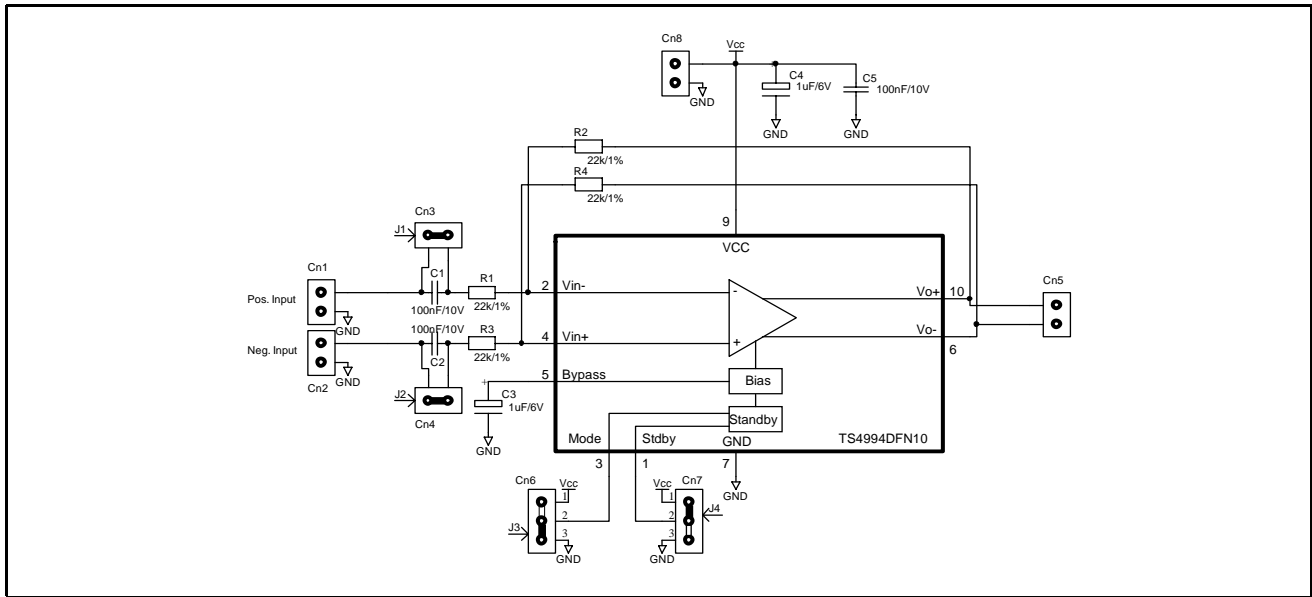 Cn8
Vcc
C4
1uF/6V
C5
100nF/10V
GND
GND
GND
R2
22k/1%
R4
22k/1%
Cn3
J1
9
VCC
Cn1
C1
R1
2
Vin-
-
Vo+
10
Cn5
Pos. Input
100nF/10V
22k/1%
GND
100nF/10V
R3
4
Vin+
+
Vo-
6
Neg. Input
C2
22k/1%
GND
Cn2
5
Bypass
Bias
J2
+
C3
1uF/6V
Cn4
Standby
GND
Mode
Stdby
GND
TS4994DFN10
3
1
7
Cn6
Vcc
Vcc
Cn7
GND
1
1
J4
2
2
J3
3
3
GND
GND